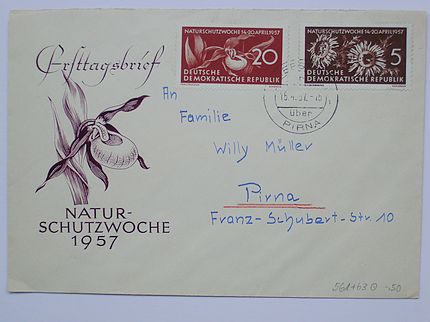 Ersttagsbrief
NATURSCHUTZWOCHE 14-20 APRIL 1957
20
DEUTSCHE
DEMOKRATISCHE REPUBLIK
NATURSCHUTZWOCHE 14-20 APRIL 1957
5
DEUTSCHE
DEMOKRATISCHE REPUBLIK
über
PIRNA
An
Familie
Willy Müller
Pirna
Franz-Schubert-Str. 10
NATUR-
SCHUTZWOCHE
1957